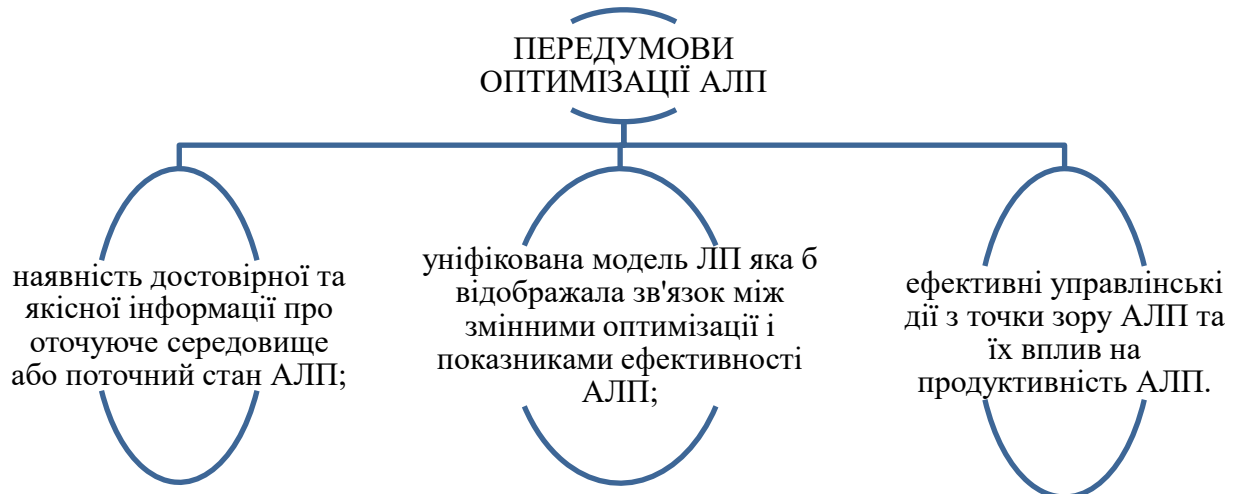 ПЕРЕДУМОВИ
ОПТИМІЗАЦІЇ АЛП
наявність достовірної та
якісної інформації про
оточуюче середовище
або поточний стан АЛП;
уніфікована модель ЛП яка б
відображала зв'язок між
змінними оптимізації і
показниками ефективності
АЛП;
ефективні управлінські
дії з точки зору АЛП та
їх вплив на
продуктивність АЛП.